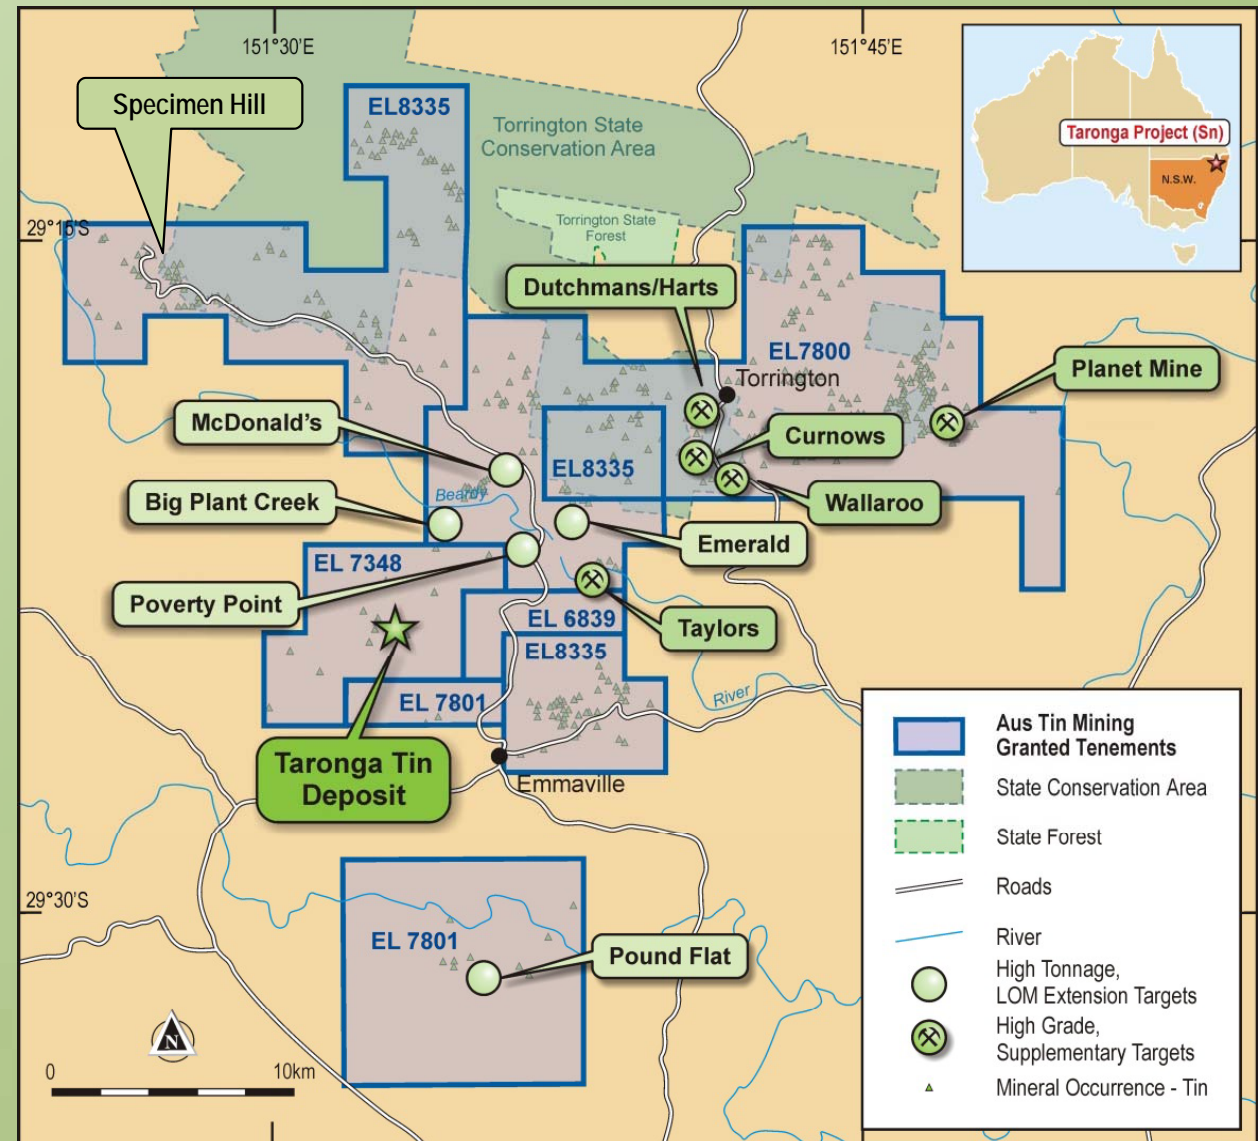 151°30'E
151°45'E
Specimen Hill
EL8335
Torrington State
Conservation Area
Taronga Project (Sn)
N.S.W.
29°15'S
Torrington State
Forest
Dutchmans/Harts
EL7800
Torrington
Planet Mine
McDonald's
Curnows
EL8335
Big Plant Creek
Beardy
Wallaroo
Emerald
EL 7348
Poverty Point
EL 6839
Taylors
EL8335
River
EL 7801
Taronga Tin
Deposit
Emmaville
29°30'S
EL 7801
Pound Flat
N
0
10km
Aus Tin Mining
Granted Tenements
State Conservation Area
State Forest
Roads
River
High Tonnage,
LOM Extension Targets
High Grade,
Supplementary Targets
Mineral Occurrence - Tin